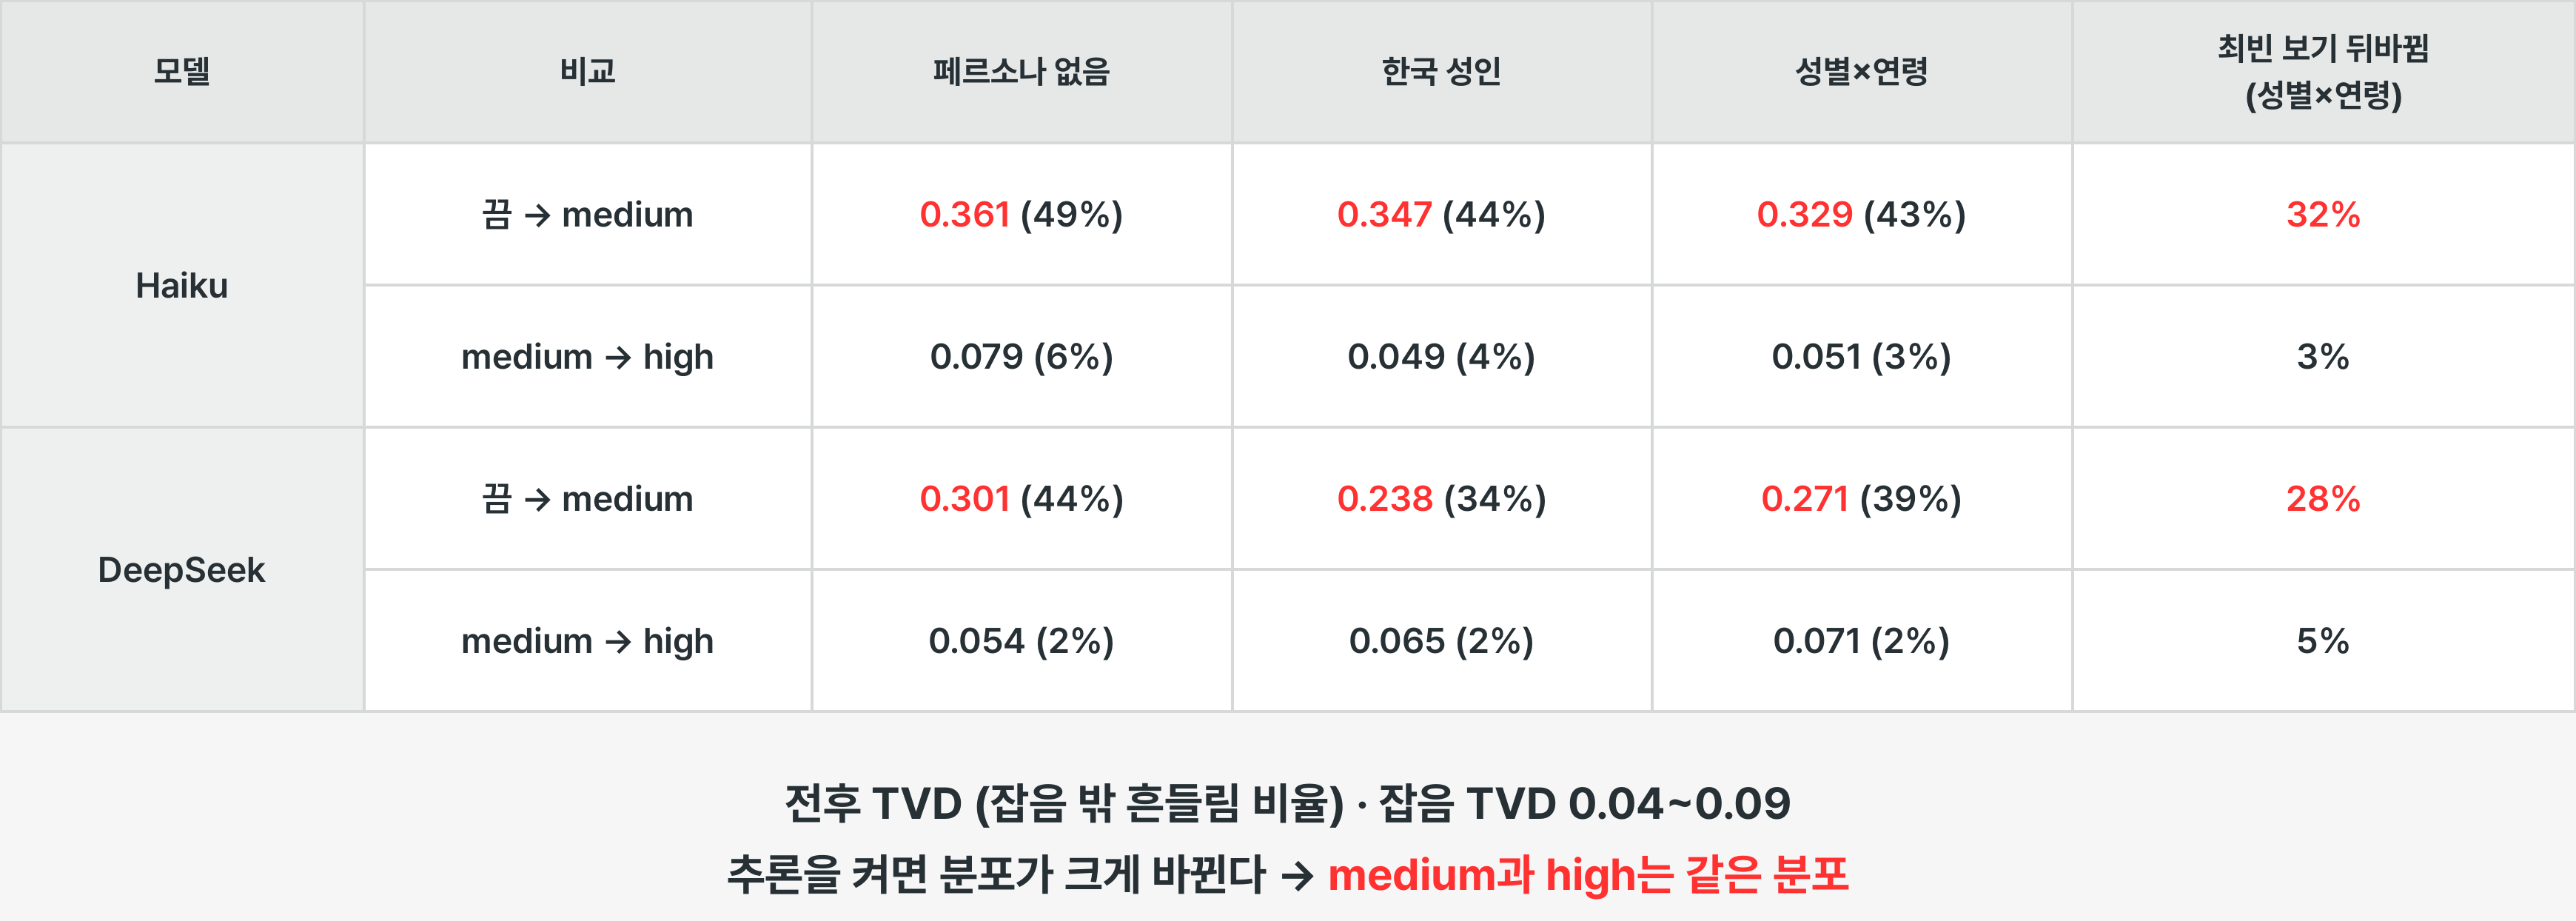 모델 비교 페르소나 없음 한국 성인 성별×연령 최빈 보기 뒤바뀜
(성별×연령)
Haiku
끔 → medium 0.361 (49%) 0.347 (44%) 0.329 (43%) 32%
medium → high 0.079 (6%) 0.049 (4%) 0.051 (3%) 3%
DeepSeek
끔 → medium 0.301 (44%) 0.238 (34%) 0.271 (39%) 28%
medium → high 0.054 (2%) 0.065 (2%) 0.071 (2%) 5%
전후 TVD (잡음 밖 흔들림 비율) · 잡음 TVD 0.04~0.09
추론을 켜면 분포가 크게 바뀐다 → medium과 high는 같은 분포